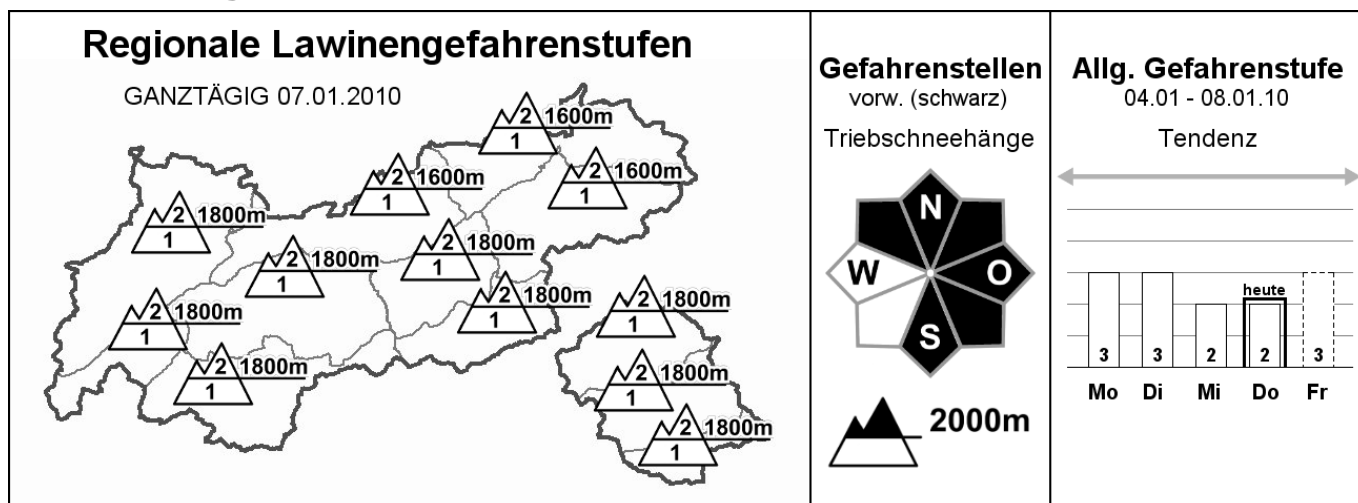 Regionale Lawinengefahrenstufen
GANZTÄGIG 07.01.2010
2 1600m
1
2 1600m
1
2 1600m
1
2 1800m
1
2 1800m
1
2 1800m
1
2 1800m
1
2 1800m
1
2 1800m
1
2 1800m
1
2 1800m
1
2 1800m
1
Gefahrenstellen
vorw. (schwarz)
Triebschneehänge
N
W
O
S
2000m
Allg. Gefahrenstufe
04.01 - 08.01.10
Tendenz
heute
3 3 2 2 3
Mo Di Mi Do Fr